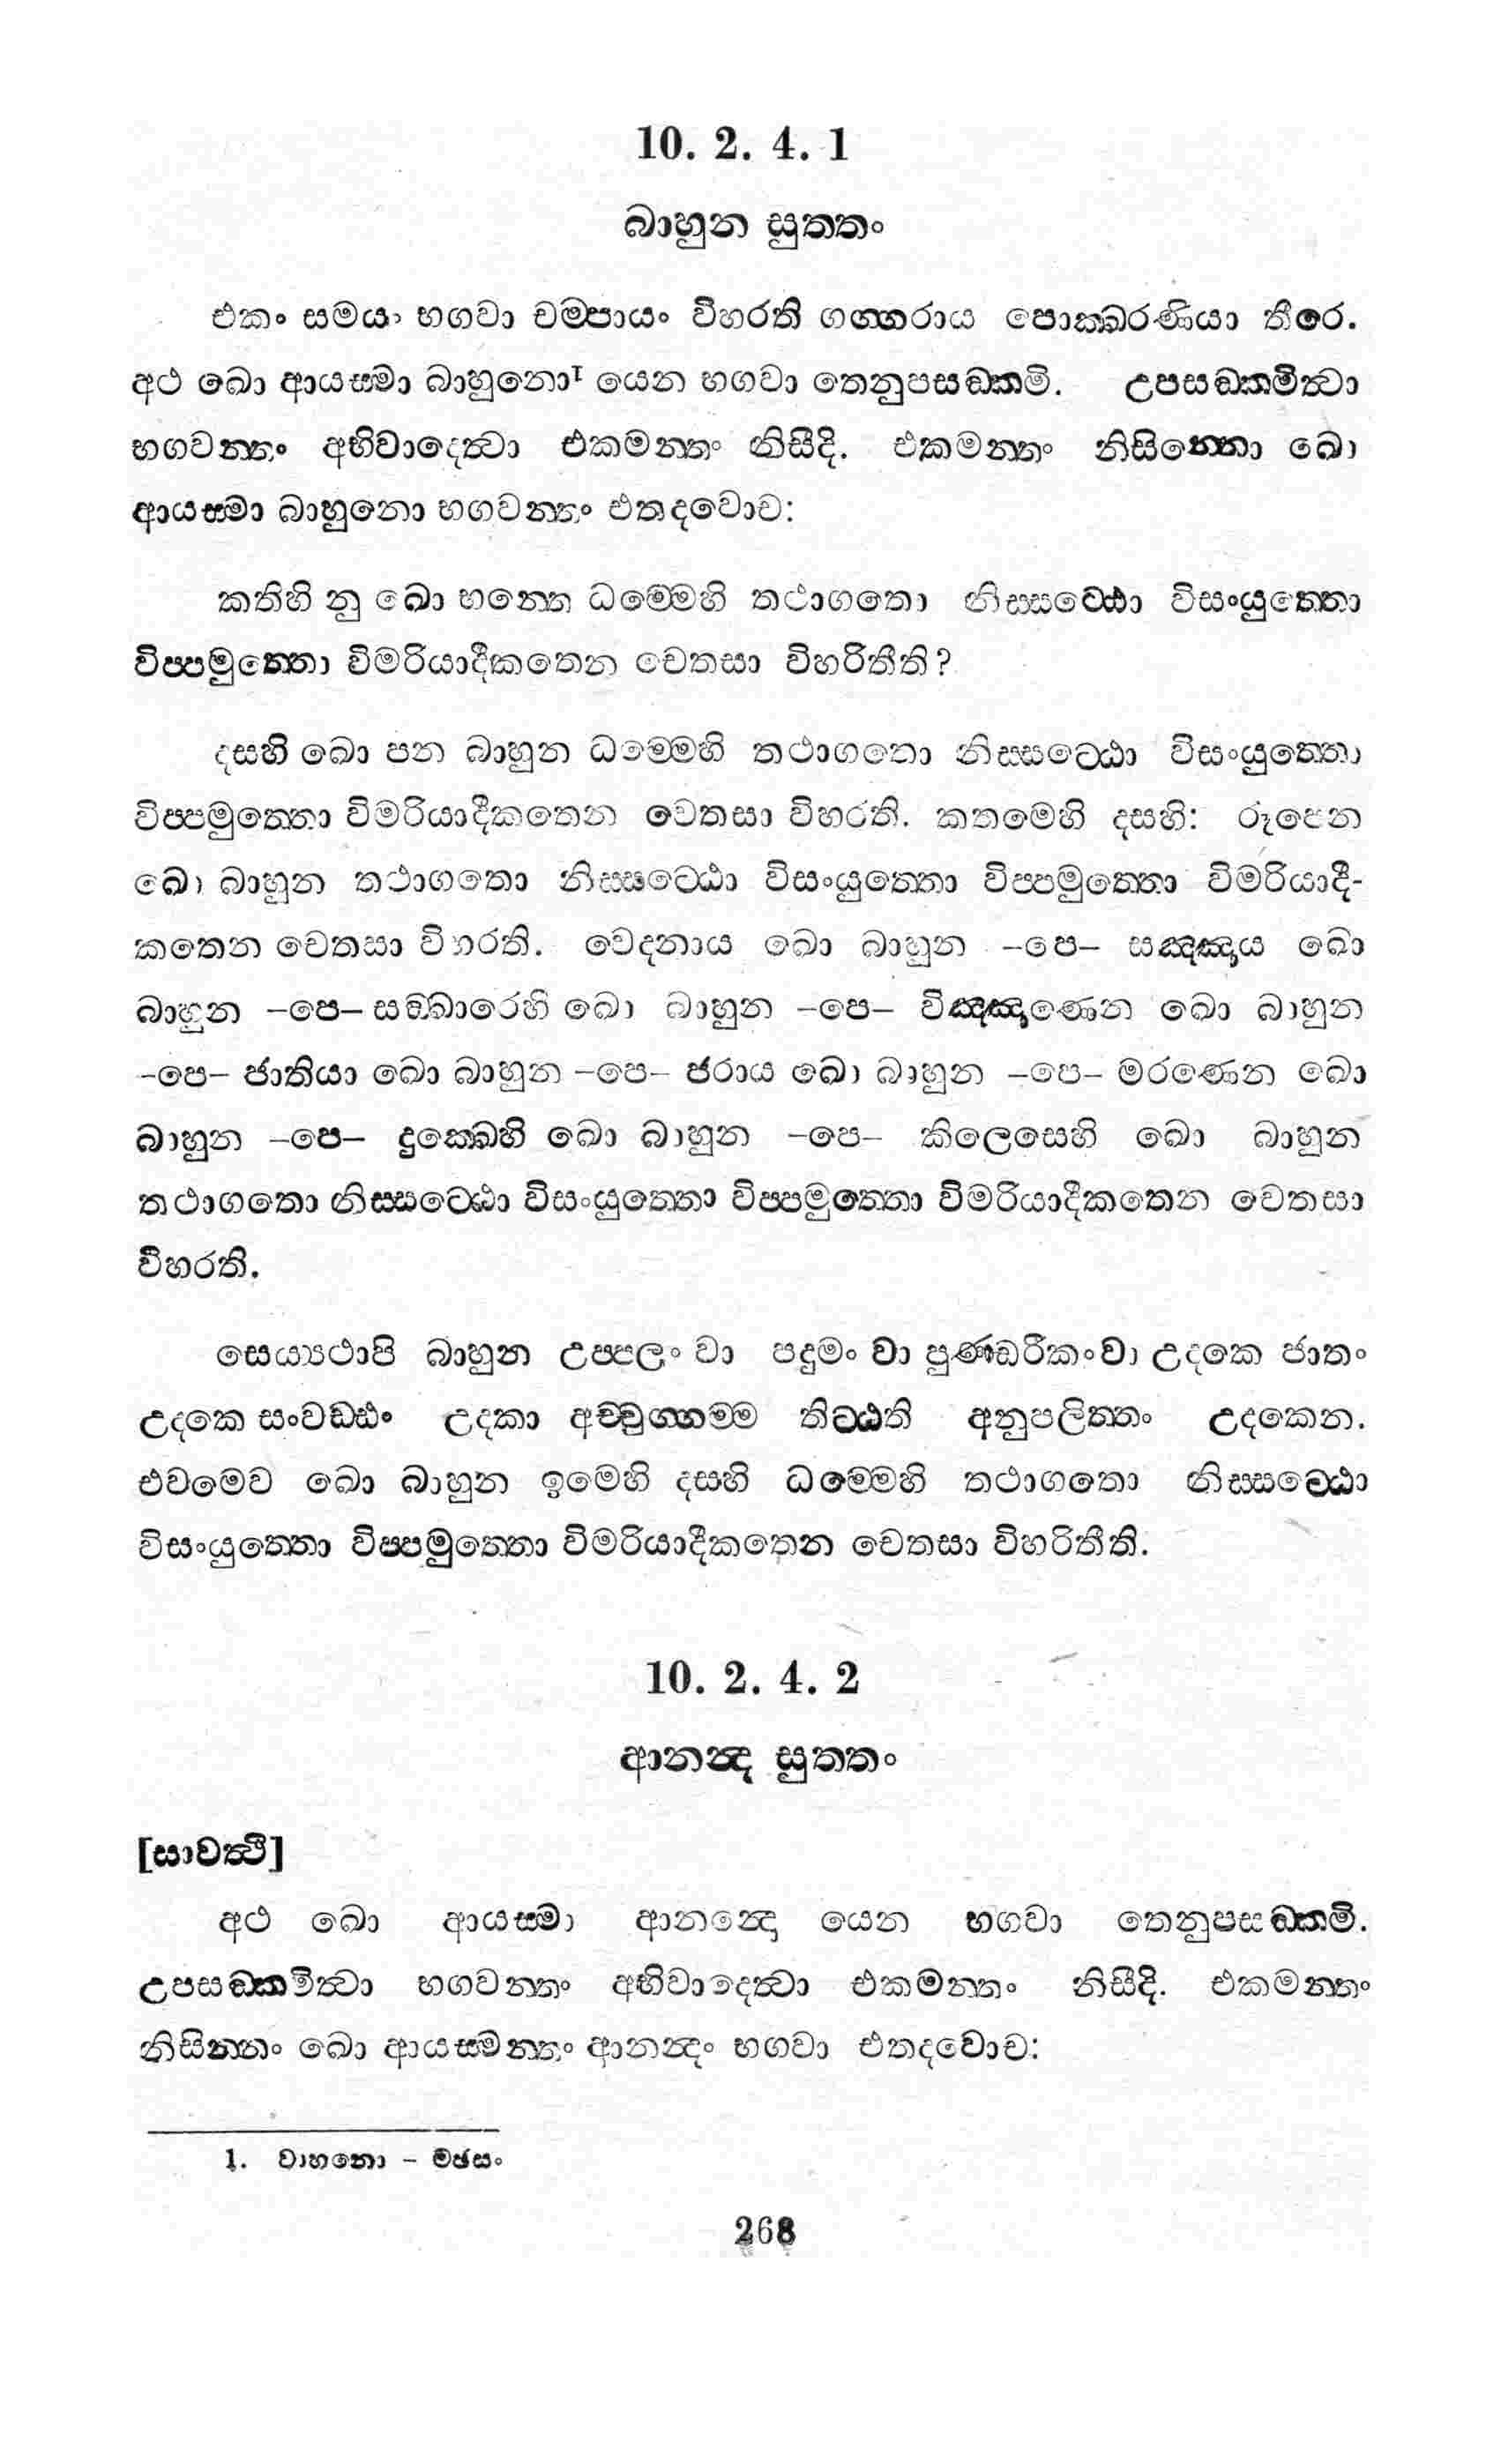 10. 2. 4. 1
බාහුන සුත්තං
එකං සමයං භගවා චම්පායං විහරති ගග්ගරාය පොක්ඛරණියා තීරෙ.
අථ ඛො ආයස්මා බාහුනො¹ යෙන භගවා තෙනුපසඞ්කමි. උපසඞ්කමිත්වා
භගවන්තං අභිවාදෙත්වා එකමන්තං නිසීදි. එකමන්තං නිසින්නො ඛො
ආයස්මා බාහුනො භගවන්තං එතදවොච:
කතිහි නු ඛො භන්තෙ ධම්මෙහි තථාගතො නිස්සටෙඨා විසංයුත්තො
විප්පමුත්තො විමරියාදීකතෙන චෙතසා විහරිතීති?
දසහි ඛො පන බාහුන ධම්මෙහි තථාගතො නිස්සටෙඨා විසංයුත්තො
විප්පමුත්තො විමරියාදීකතෙන චෙතසා විහරති. කතමෙහි දසහි: රූපෙන
ඛො බාහුන තථාගතො නිස්සටෙඨා විසංයුත්තො විප්පමුත්තො විමරියාදී-
කතෙන චෙතසා විහරති. වෙදනාය ඛො බාහුන –පෙ– සඤ්ඤාය ඛො
බාහුන –පෙ– සඞ්ඛාරෙහි ඛො බාහුන –පෙ– විඤ්ඤාණෙන ඛො බාහුන
–පෙ– ජාතියා ඛො බාහුන –පෙ– ජරාය ඛො බාහුන –පෙ– මරණෙන ඛො
බාහුන –පෙ– දුක්ඛෙහි ඛො බාහුන –පෙ– කිලෙසෙහි ඛො බාහුන
තථාගතො නිස්සටෙඨා විසංයුත්තො විප්පමුත්තො විමරියාදීකතෙන චෙතසා
විහරති.
සෙය්‍යථාපි බාහුන උප්පලං වා පදුමං වා පුණ්ඩරීකං වා උදකෙ ජාතං
උදකෙ සංවඩ්ඪං උදකා අච්චුග්ගම්ම තිට්ඨති අනුපලිත්තං උදකෙන.
එවමෙව ඛො බාහුන ඉමෙහි දසහි ධම්මෙහි තථාගතො නිස්සටෙඨා
විසංයුත්තො විප්පමුත්තො විමරියාදීකතෙන චෙතසා විහරිතීති.
10. 2. 4. 2
ආනන්ද සුත්තං
[සාවත්ථි]
අථ ඛො ආයස්මා ආනන්දො යෙන භගවා තෙනුපසඞ්කමි.
උපසඞ්කමිත්වා භගවන්තං අභිවාදෙත්වා එකමන්තං නිසීදි. එකමන්තං
නිසින්නං ඛො ආයස්මන්තං ආනන්දං භගවා එතදවොච:
1. වාහනො – මඡසං
268